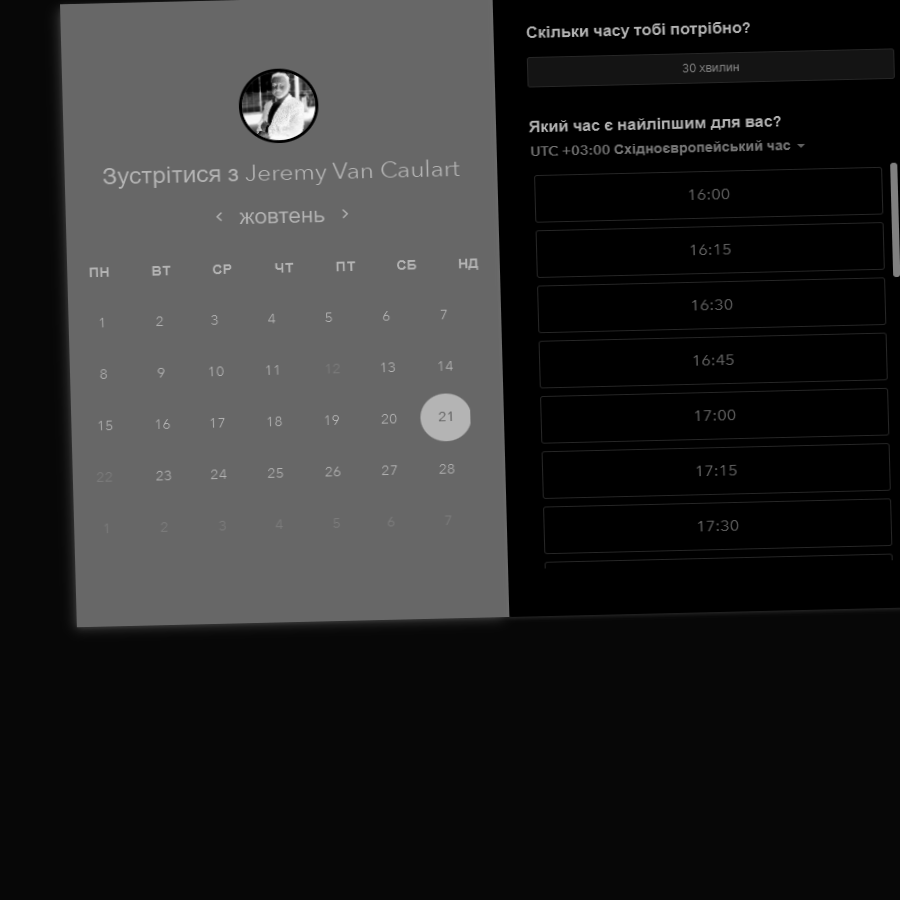 Зустрітися з Jeremy Van Caulart
жовтень
ПН ВТ СР ЧТ ПТ СБ НД
1 2 3 4 5 6 7
8 9 10 11 12 13 14
15 16 17 18 19 20 21
22 23 24 25 26 27 28
1 2 3 4 5 6 7
Скільки часу тобі потрібно?
30 хвилин
Який час є найліпшим для вас?
UTC +03:00 Східноєвропейський час
16:00
16:15
16:30
16:45
17:00
17:15
17:30